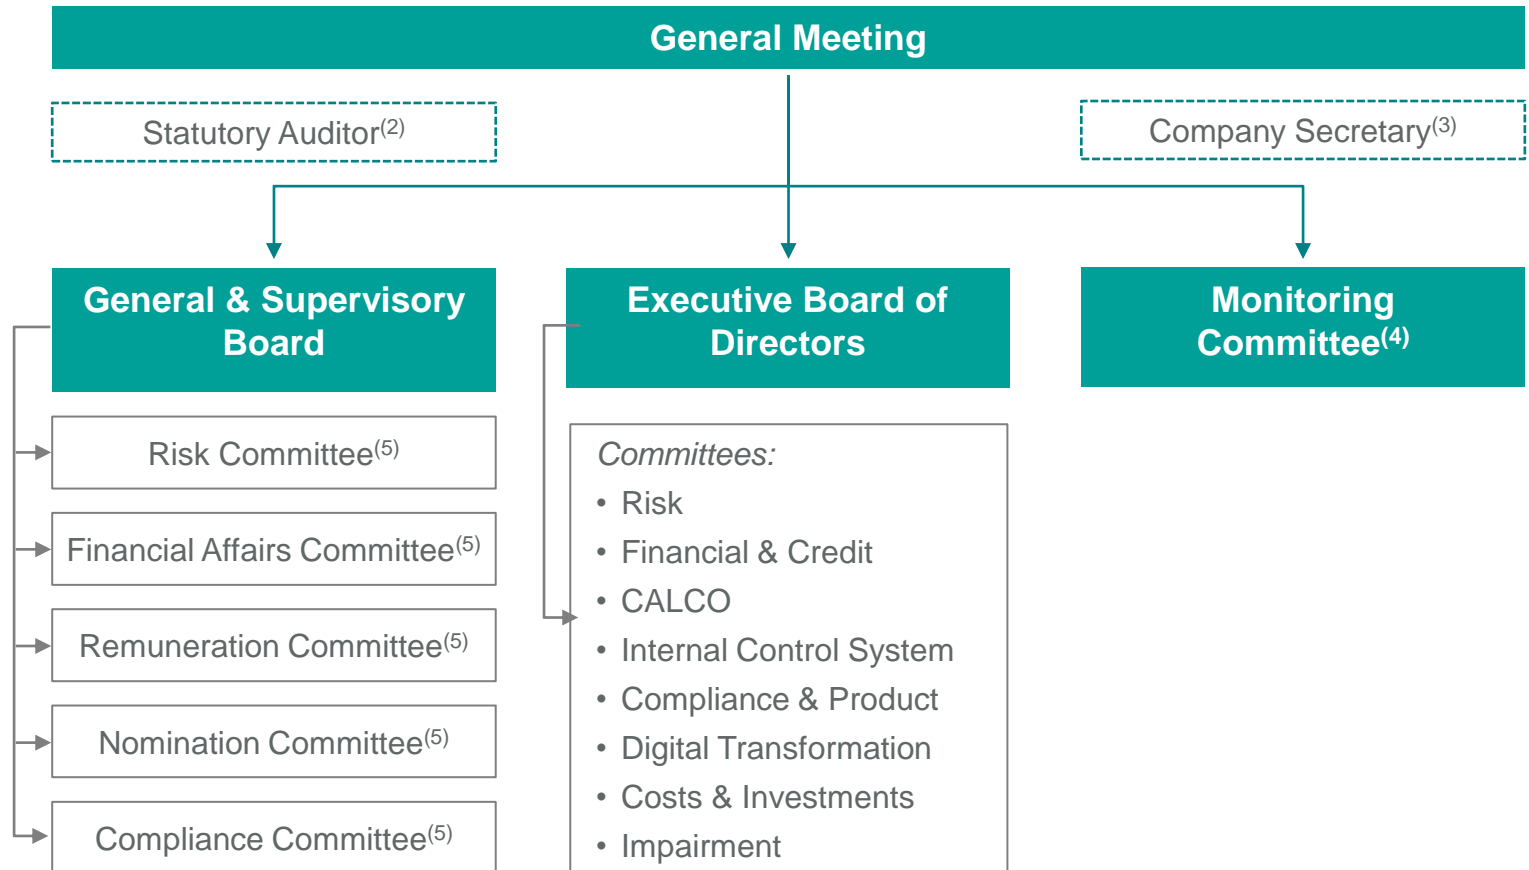 General Meeting
Statutory Auditor(2)
Company Secretary(3)
General & Supervisory
Board
Executive Board of
Directors
Monitoring
Committee(4)
Risk Committee(5)
Financial Affairs Committee(5)
Remuneration Committee(5)
Nomination Committee(5)
Compliance Committee(5)
Committees:
• Risk
• Financial & Credit
• CALCO
• Internal Control System
• Compliance & Product
• Digital Transformation
• Costs & Investments
• Impairment